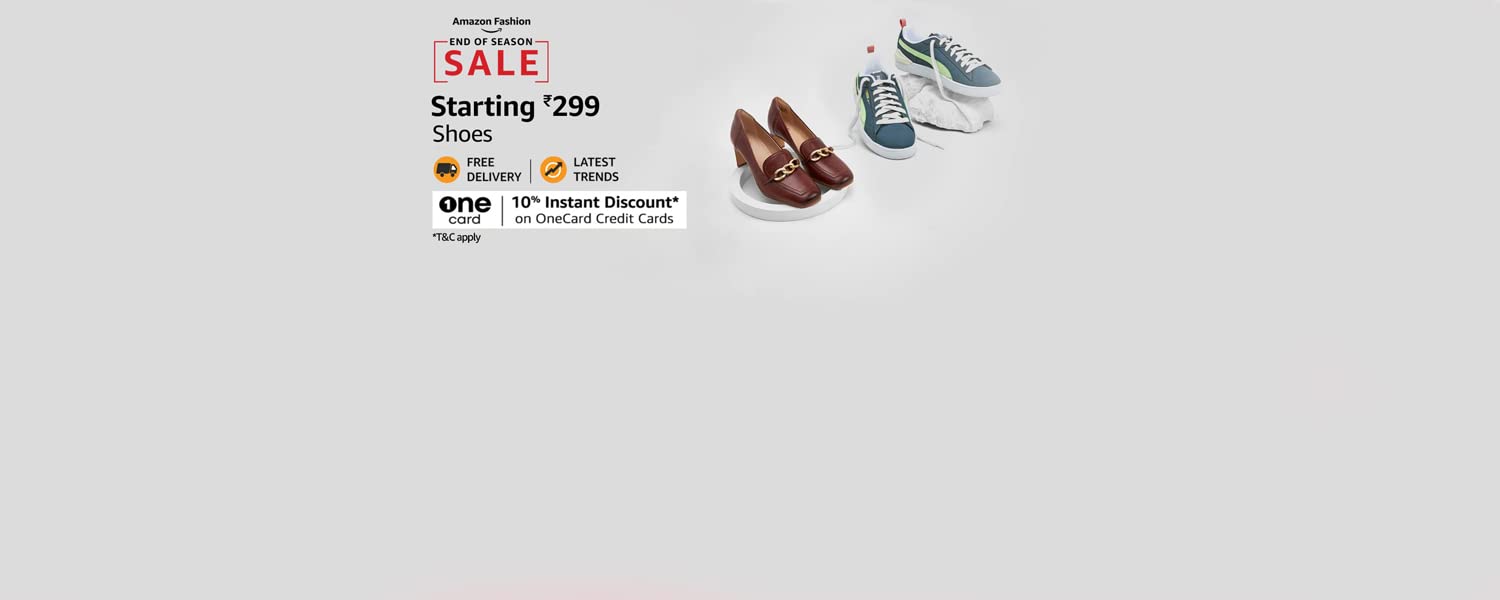 Amazon Fashion
END OF SEASON
SALE
Starting ₹299
Shoes
FREE
DELIVERY
LATEST
TRENDS
one
card
10% Instant Discount*
on OneCard Credit Cards
*T&C apply